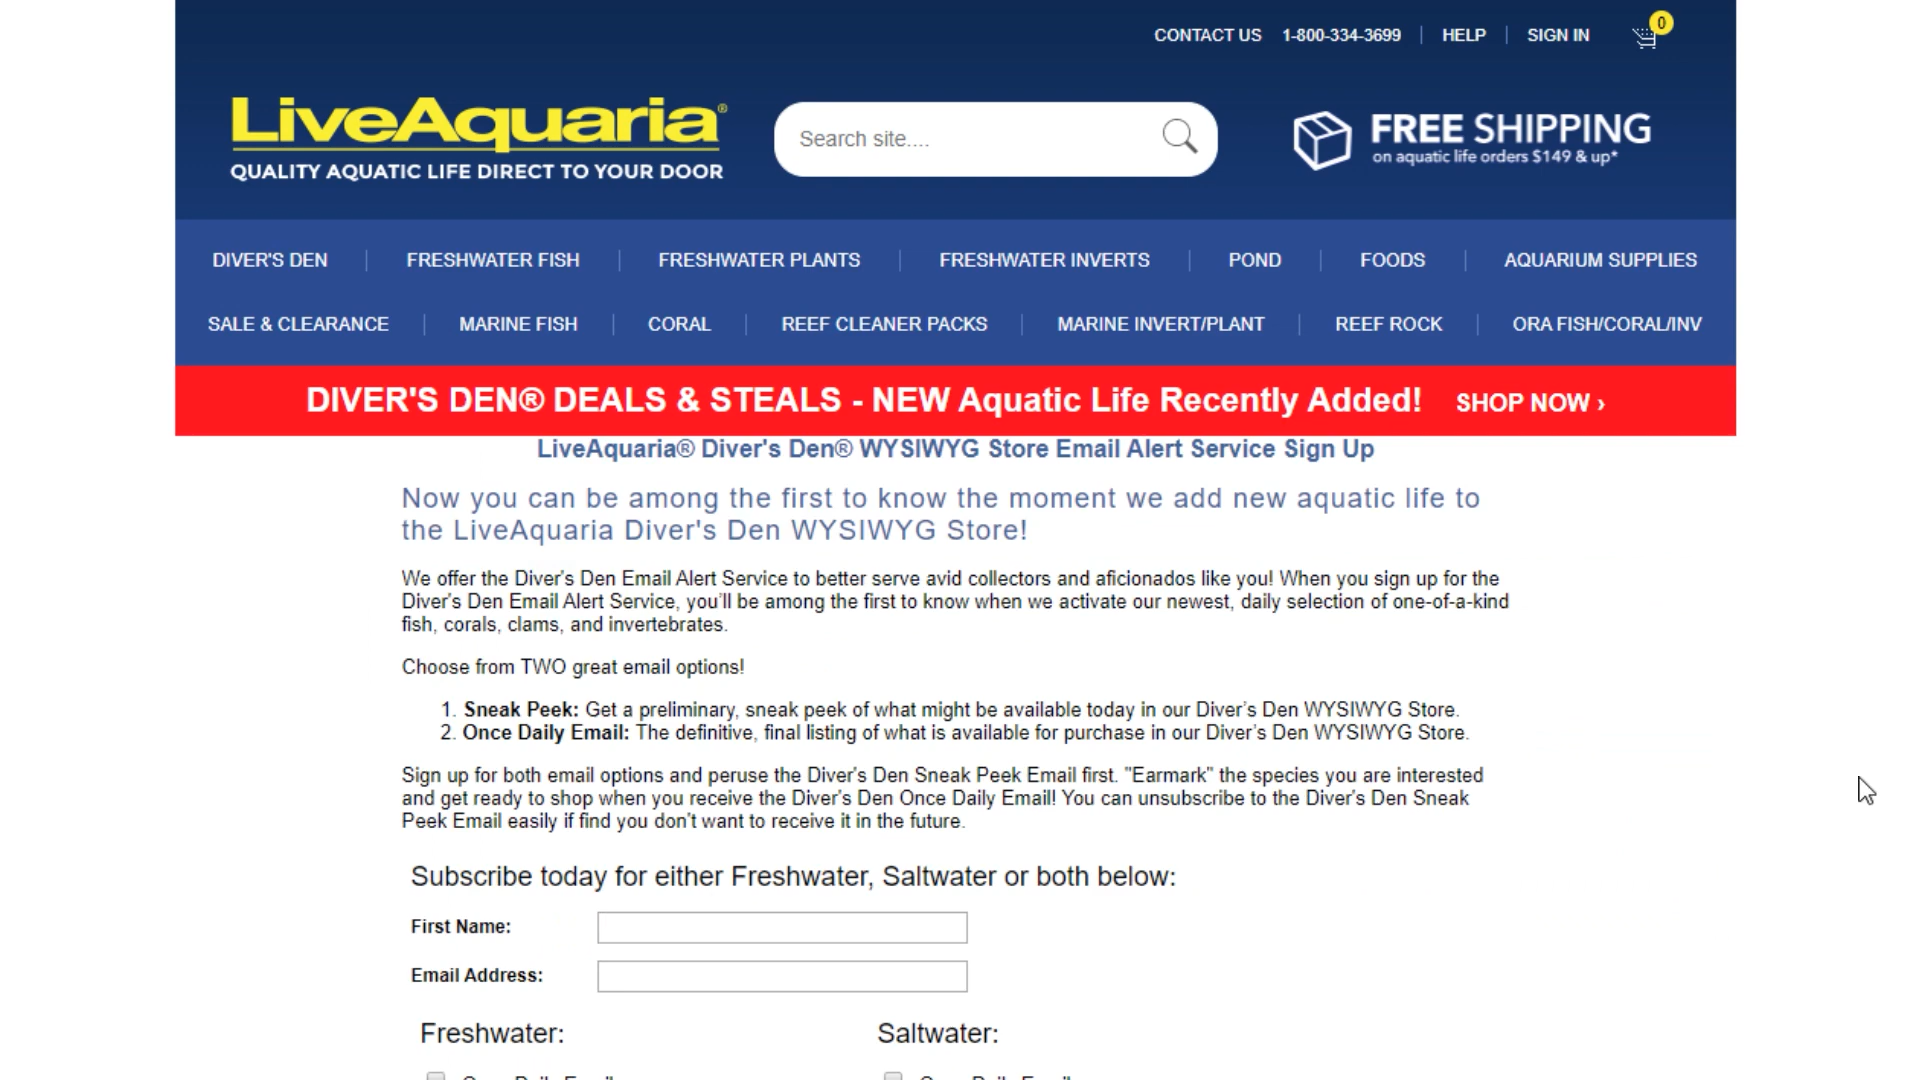 CONTACT US 1-800-334-3699 HELP SIGN IN 0
LiveAquaria®
QUALITY AQUATIC LIFE DIRECT TO YOUR DOOR
Search site....
FREE SHIPPING
on aquatic life orders $149 & up*
DIVER'S DEN FRESHWATER FISH FRESHWATER PLANTS FRESHWATER INVERTS POND FOODS AQUARIUM SUPPLIES
SALE & CLEARANCE MARINE FISH CORAL REEF CLEANER PACKS MARINE INVERT/PLANT REEF ROCK ORA FISH/CORAL/INV
DIVER'S DEN® DEALS & STEALS - NEW Aquatic Life Recently Added! SHOP NOW ›
LiveAquaria® Diver's Den® WYSIWYG Store Email Alert Service Sign Up
Now you can be among the first to know the moment we add new aquatic life to
the LiveAquaria Diver's Den WYSIWYG Store!
We offer the Diver's Den Email Alert Service to better serve avid collectors and aficionados like you! When you sign up for the
Diver's Den Email Alert Service, you'll be among the first to know when we activate our newest, daily selection of one-of-a-kind
fish, corals, clams, and invertebrates.
Choose from TWO great email options!
1. Sneak Peek: Get a preliminary, sneak peek of what might be available today in our Diver's Den WYSIWYG Store.
2. Once Daily Email: The definitive, final listing of what is available for purchase in our Diver's Den WYSIWYG Store.
Sign up for both email options and peruse the Diver's Den Sneak Peek Email first. "Earmark" the species you are interested
and get ready to shop when you receive the Diver's Den Once Daily Email! You can unsubscribe to the Diver's Den Sneak
Peek Email easily if find you don't want to receive it in the future.
Subscribe today for either Freshwater, Saltwater or both below:
First Name:
Email Address:
Freshwater: Saltwater:
Once Daily Email Once Daily Email